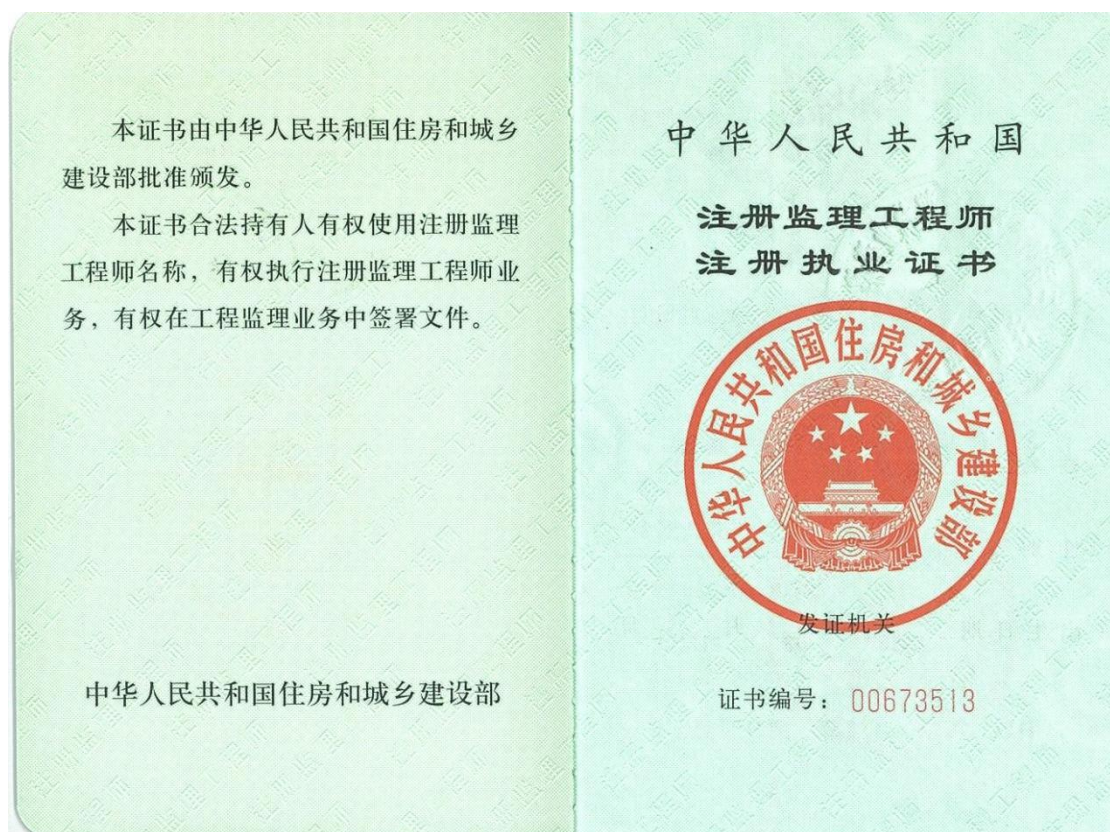 本证书由中华人民共和国住房和城乡
建设部批准颁发。
本证书合法持有人有权使用注册监理
工程师名称，有权执行注册监理工程师业
务，有权在工程监理业务中签署文件。
中华人民共和国住房和城乡建设部
中华人民共和国
注册监理工程师
注册执业证书
中华人民共和国住房和城乡建设部
发证机关
证书编号：00673513